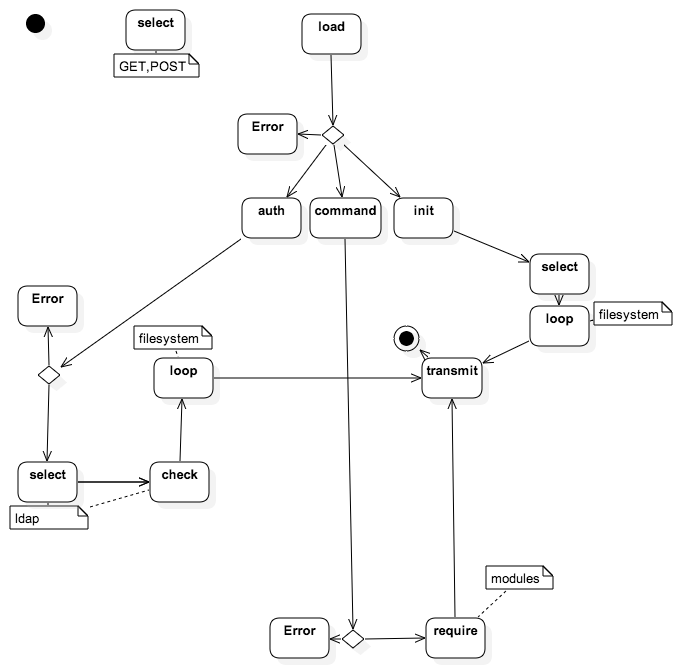 select
load
GET,POST
Error
auth
command
init
select
Error
filesystem
loop
filesystem
loop
transmit
select
check
ldap
modules
Error
require